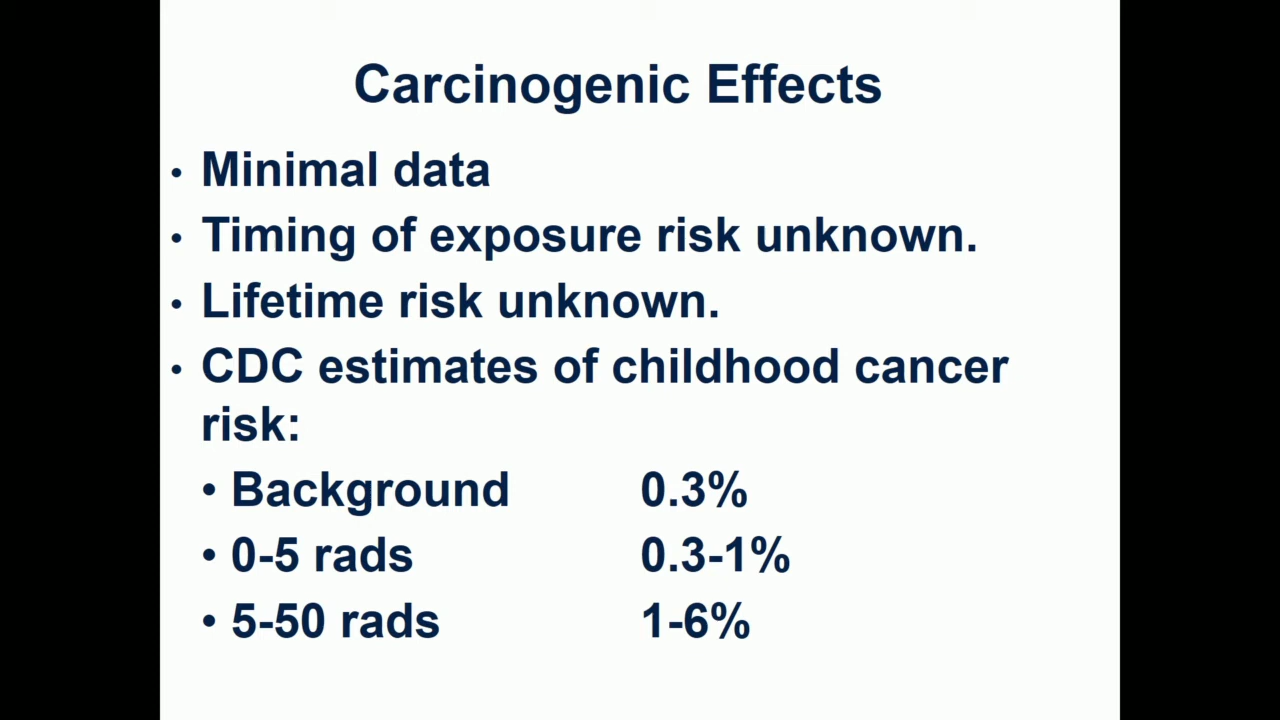 Carcinogenic Effects
• Minimal data
• Timing of exposure risk unknown.
• Lifetime risk unknown.
• CDC estimates of childhood cancer
risk:
• Background 0.3%
• 0-5 rads 0.3-1%
• 5-50 rads 1-6%